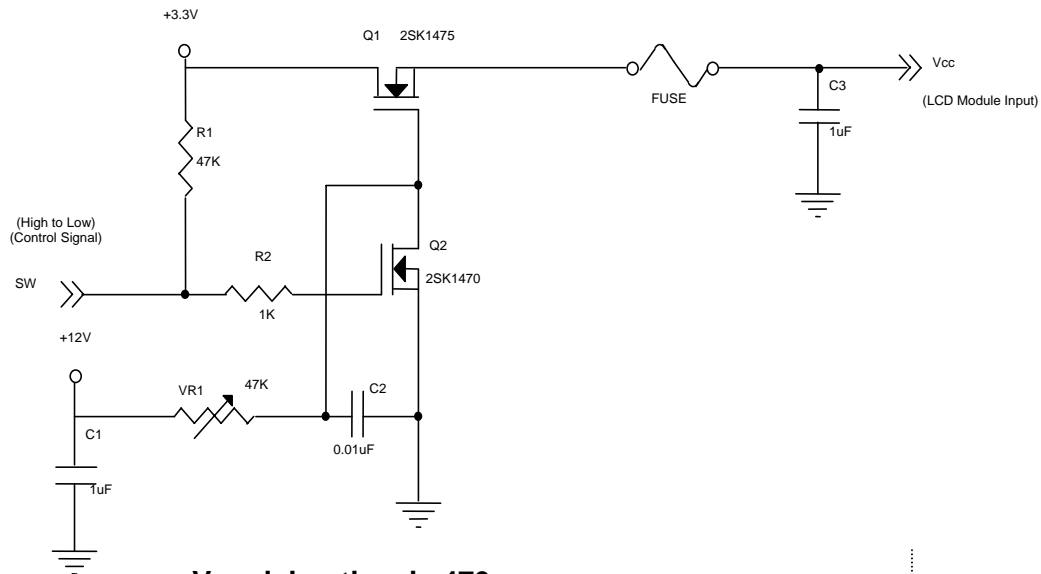 +3.3V
Q1 2SK1475
Vcc
(LCD Module Input)
FUSE
C3
1uF
R1
47K
(High to Low)
(Control Signal)
SW
R2
1K
Q2
2SK1470
+12V
VR1
47K
C2
0.01uF
C1
1uF